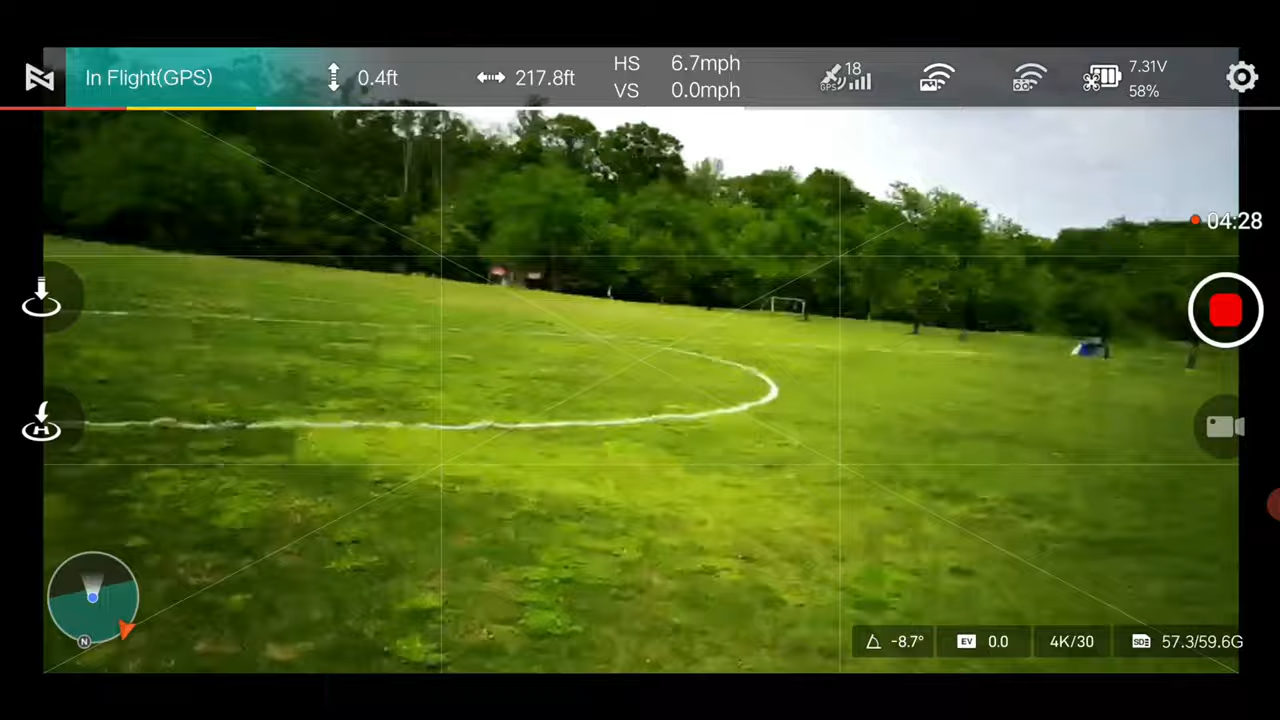 In Flight(GPS)
0.4ft
217.8ft
HS 6.7mph
VS 0.0mph
GPS
18
7.31V
58%
04:28
H
N
-8.7°
EV 0.0
4K/30
SD 57.3/59.6G